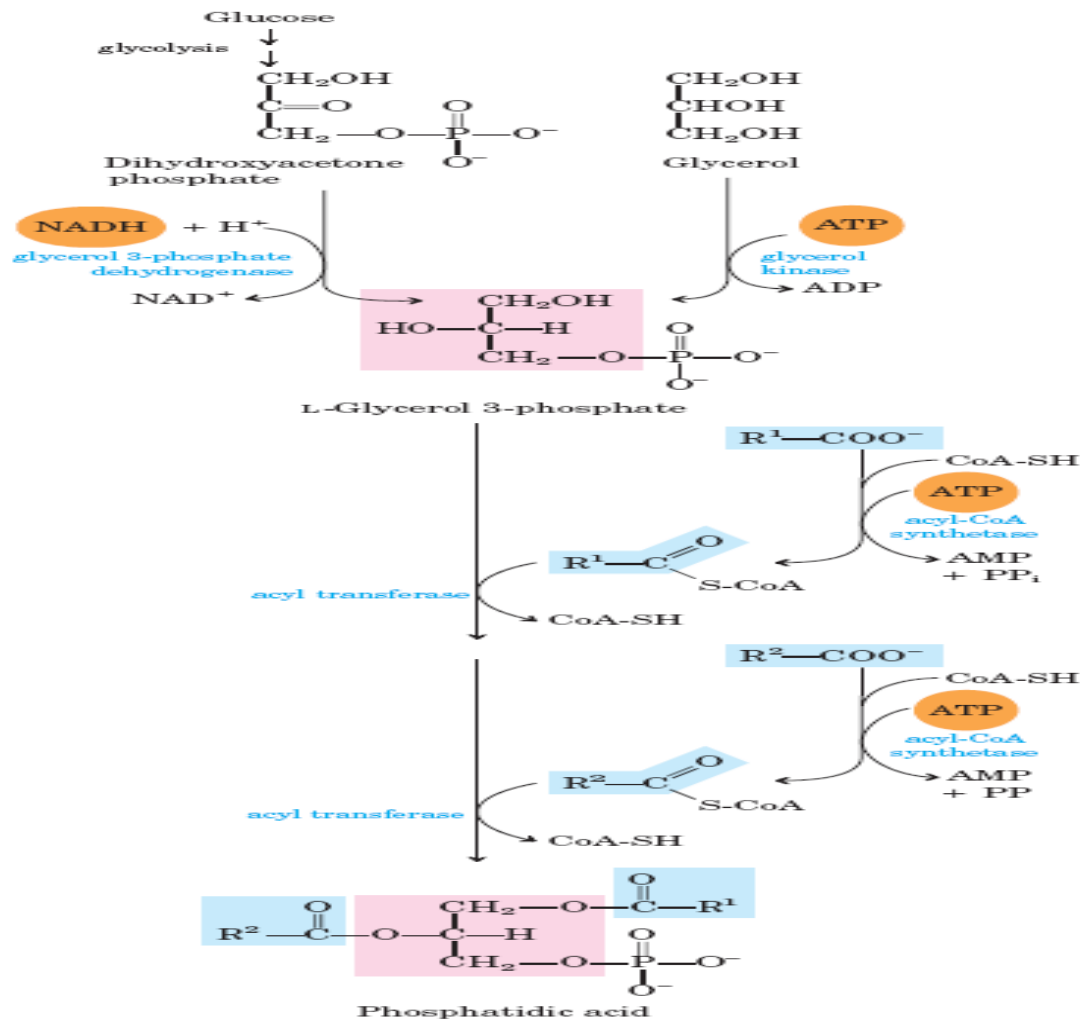 Glucose
glycolysis
CH₂OH
C═O
CH₂—O—P—O⁻
O
O⁻
Dihydroxyacetone
phosphate
CH₂OH
CHOH
CH₂OH
Glycerol
NADH + H⁺
glycerol 3-phosphate
dehydrogenase
NAD⁺
ATP
glycerol
kinase
ADP
CH₂OH
HO—C—H
CH₂—O—P—O⁻
O
O⁻
L-Glycerol 3-phosphate
R¹—COO⁻
CoA-SH
ATP
acyl-CoA
synthetase
AMP
+ PPᵢ
R¹—C═O
S-CoA
acyl transferase
CoA-SH
R²—COO⁻
CoA-SH
ATP
acyl-CoA
synthetase
AMP
+ PP
R²—C═O
S-CoA
acyl transferase
CoA-SH
O
CH₂—O—C—R¹
O
R²—C—O—C—H
O
CH₂—O—P—O⁻
O⁻
Phosphatidic acid